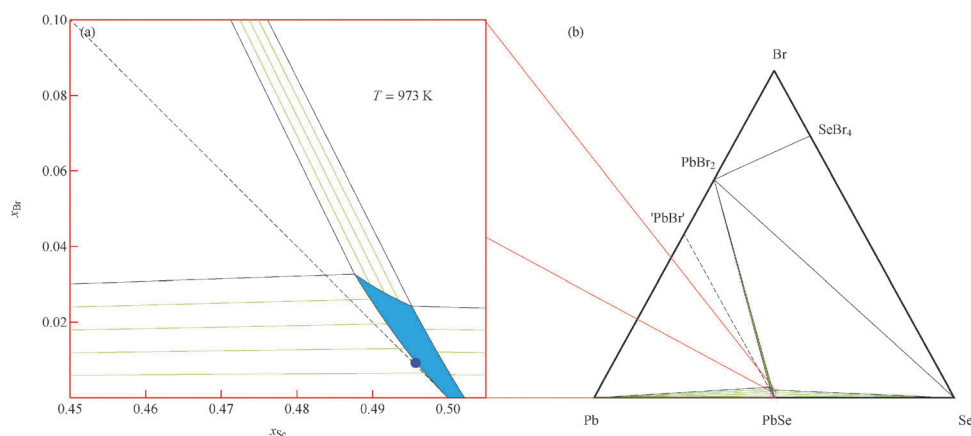 (a)
(b)
0.10
0.08
0.06
0.04
0.02
x_Br
T = 973 K
0.45 0.46 0.47 0.48 0.49 0.50
x_Se
Br
SeBr₄
PbBr₂
'PbBr'
Pb PbSe Se